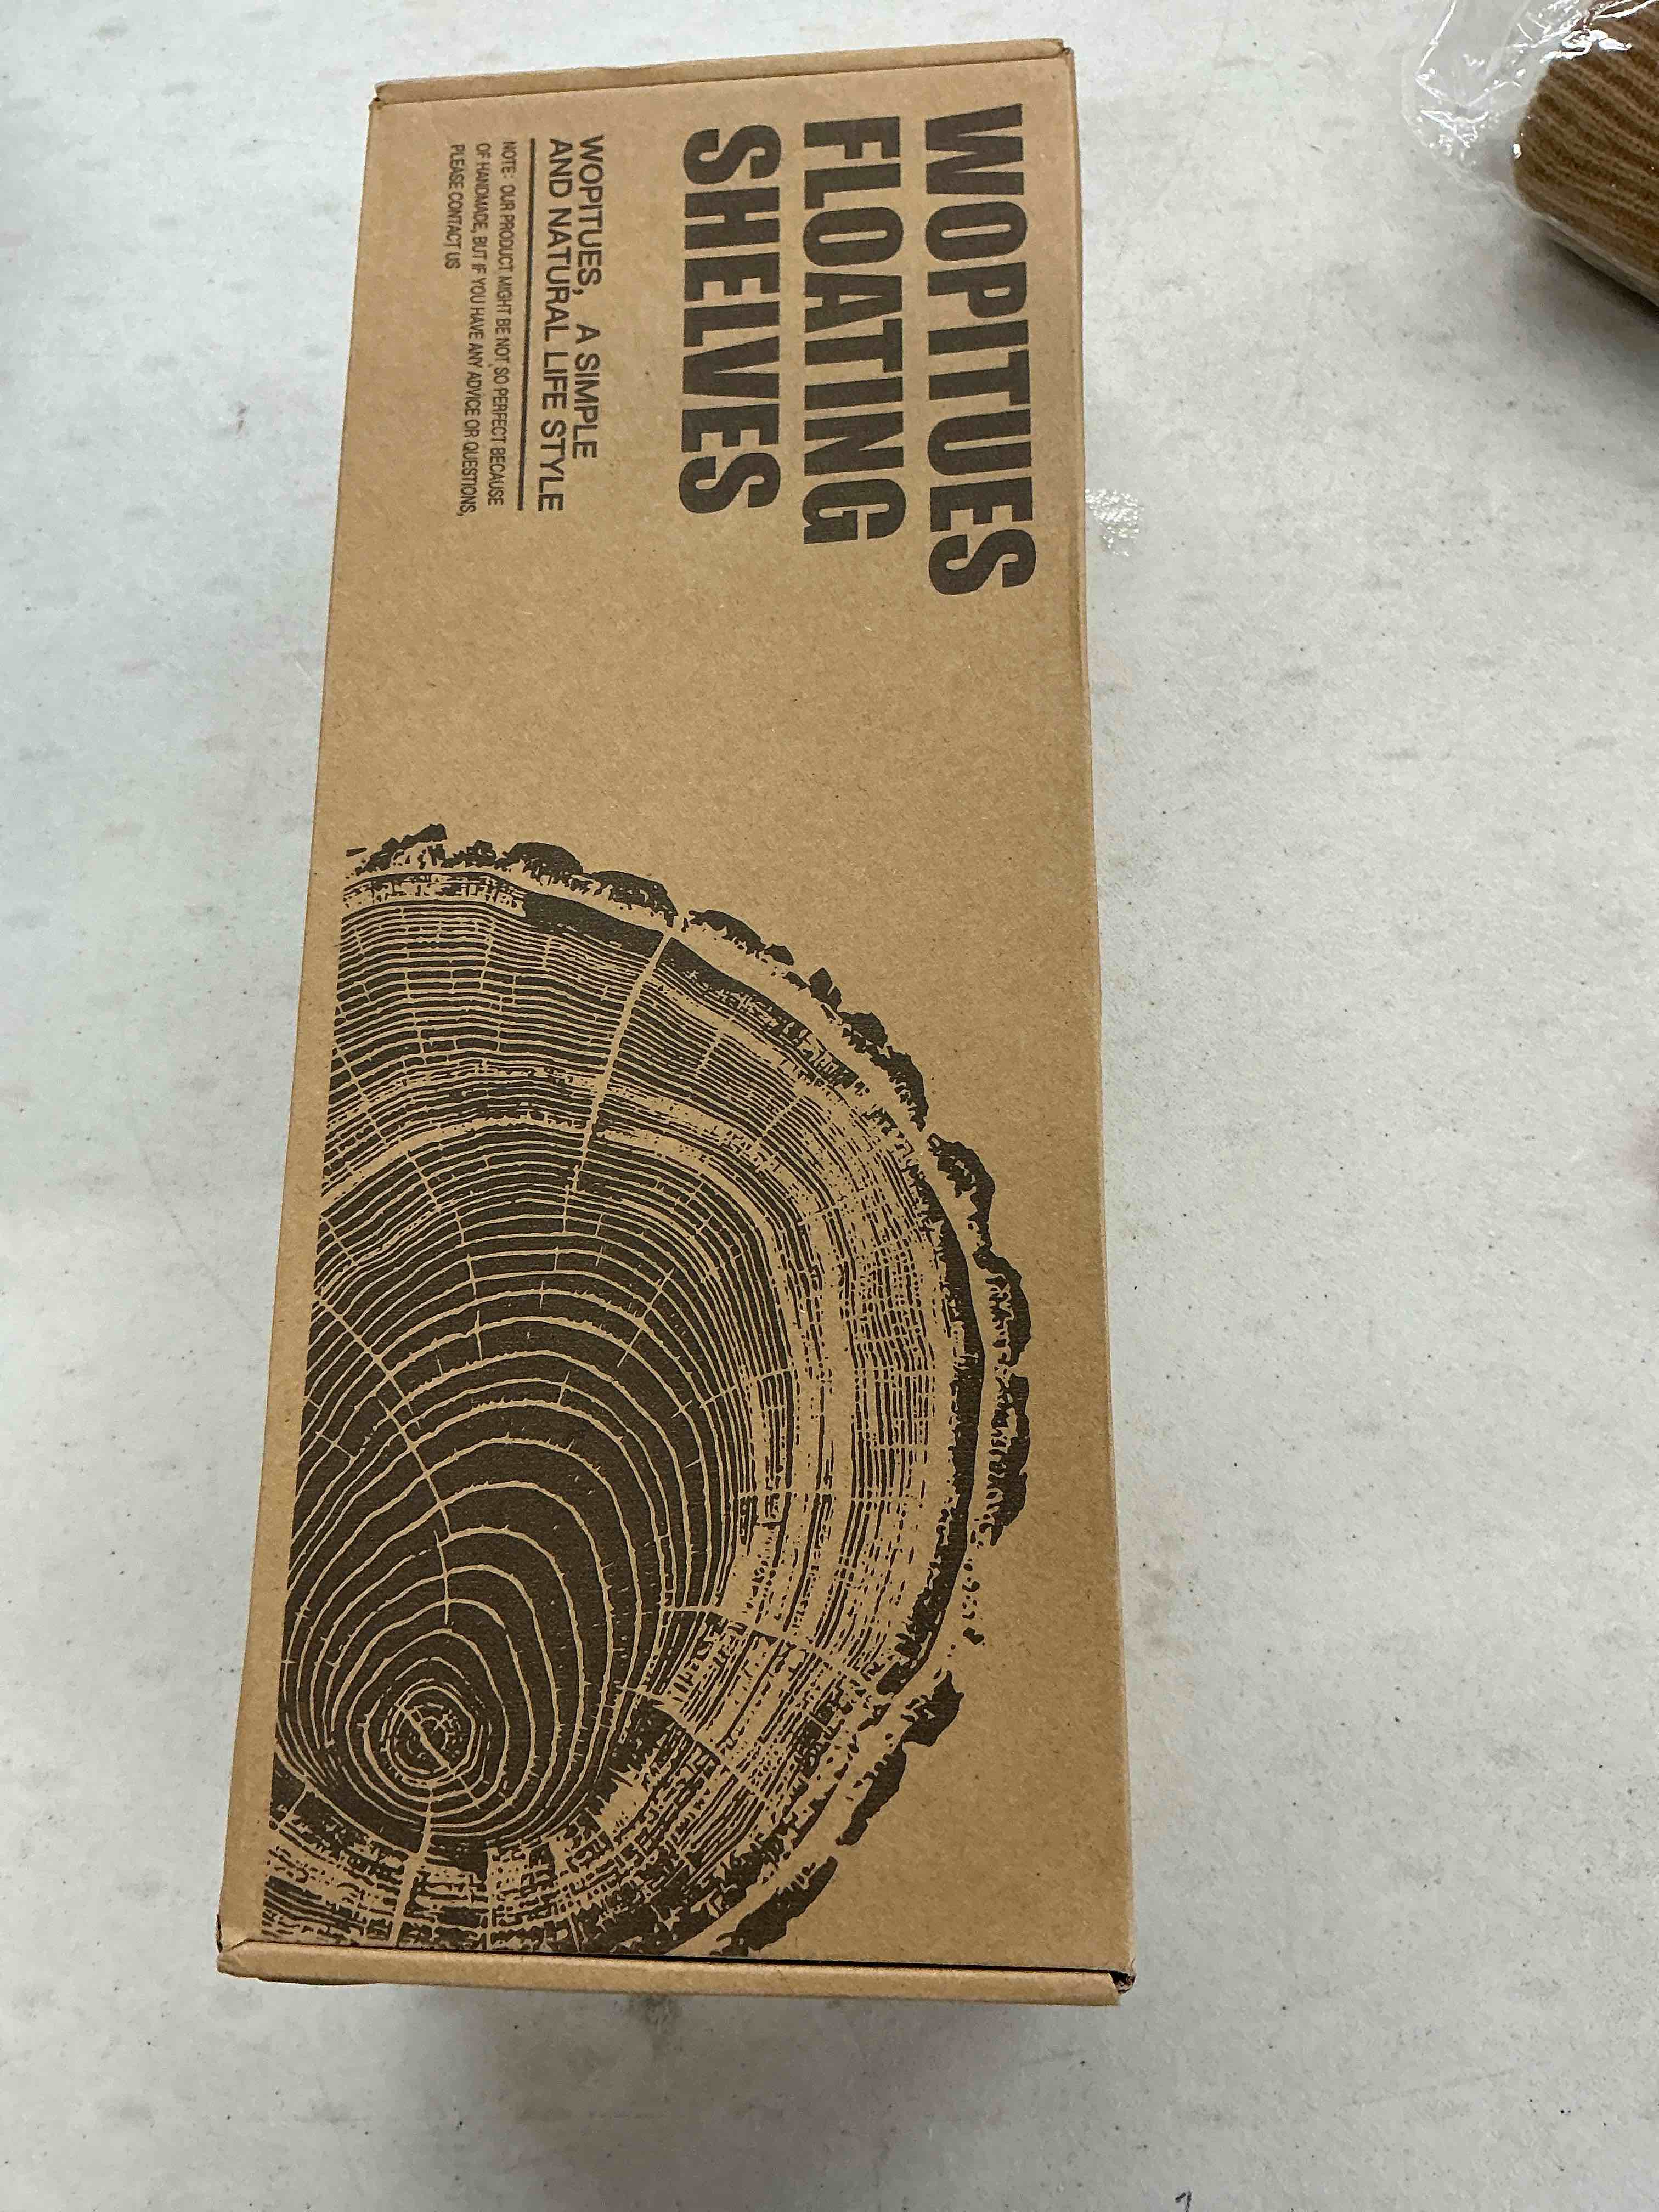 WOPITUES
FLOATING
SHELVES
WOPITUES, A SIMPLE
AND NATURAL LIFE STYLE
NOTE: OUR PRODUCT MIGHT BE NOT SO PERFECT BECAUSE
OF HANDMADE, BUT IF YOU HAVE ANY ADVICE OR QUESTIONS,
PLEASE CONTACT US